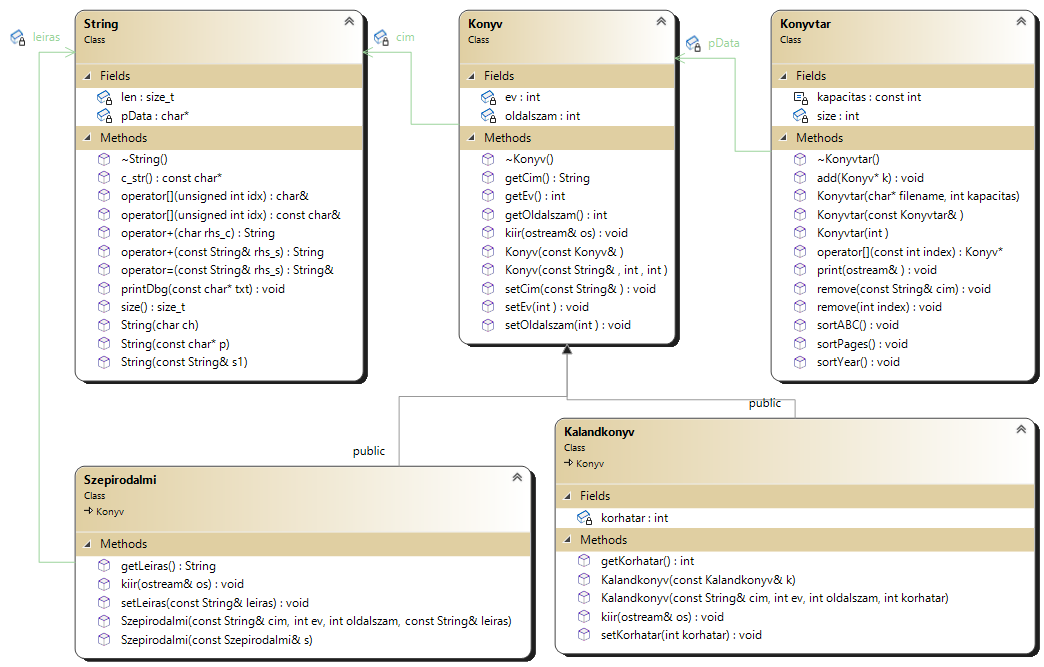 String
Class
Fields
len : size_t
pData : char*
Methods
~String()
c_str() : const char*
operator[](unsigned int idx) : char&
operator[](unsigned int idx) : const char&
operator+(char rhs_c) : String
operator+(const String& rhs_s) : String
operator=(const String& rhs_s) : String&
printDbg(const char* txt) : void
size() : size_t
String(char ch)
String(const char* p)
String(const String& s1)
leiras
cim
Konyv
Class
Fields
ev : int
oldalszam : int
Methods
~Konyv()
getCim() : String
getEv() : int
getOldalszam() : int
kiir(ostream& os) : void
Konyv(const Konyv& )
Konyv(const String& , int , int )
setCim(const String& ) : void
setEv(int ) : void
setOldalszam(int ) : void
pData
Konyvtar
Class
Fields
kapacitas : const int
size : int
Methods
~Konyvtar()
add(Konyv* k) : void
Konyvtar(char* filename, int kapacitas)
Konyvtar(const Konyvtar& )
Konyvtar(int )
operator[](const int index) : Konyv*
print(ostream& ) : void
remove(const String& cim) : void
remove(int index) : void
sortABC() : void
sortPages() : void
sortYear() : void
public
public
Szepirodalmi
Class
Konyv
Methods
getLeiras() : String
kiir(ostream& os) : void
setLeiras(const String& leiras) : void
Szepirodalmi(const String& cim, int ev, int oldalszam, const String& leiras)
Szepirodalmi(const Szepirodalmi& s)
Kalandkonyv
Class
Konyv
Fields
korhatar : int
Methods
getKorhatar() : int
Kalandkonyv(const Kalandkonyv& k)
Kalandkonyv(const String& cim, int ev, int oldalszam, int korhatar)
kiir(ostream& os) : void
setKorhatar(int korhatar) : void